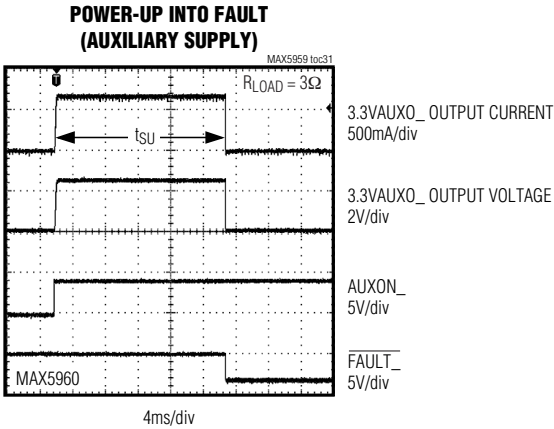 POWER-UP INTO FAULT
(AUXILIARY SUPPLY)
MAX5959 toc31
T
RLOAD = 3Ω
3.3VAUXO_ OUTPUT CURRENT
500mA/div
tSU
3.3VAUXO_ OUTPUT VOLTAGE
2V/div
AUXON_
5V/div
FAULT_
5V/div
MAX5960
4ms/div